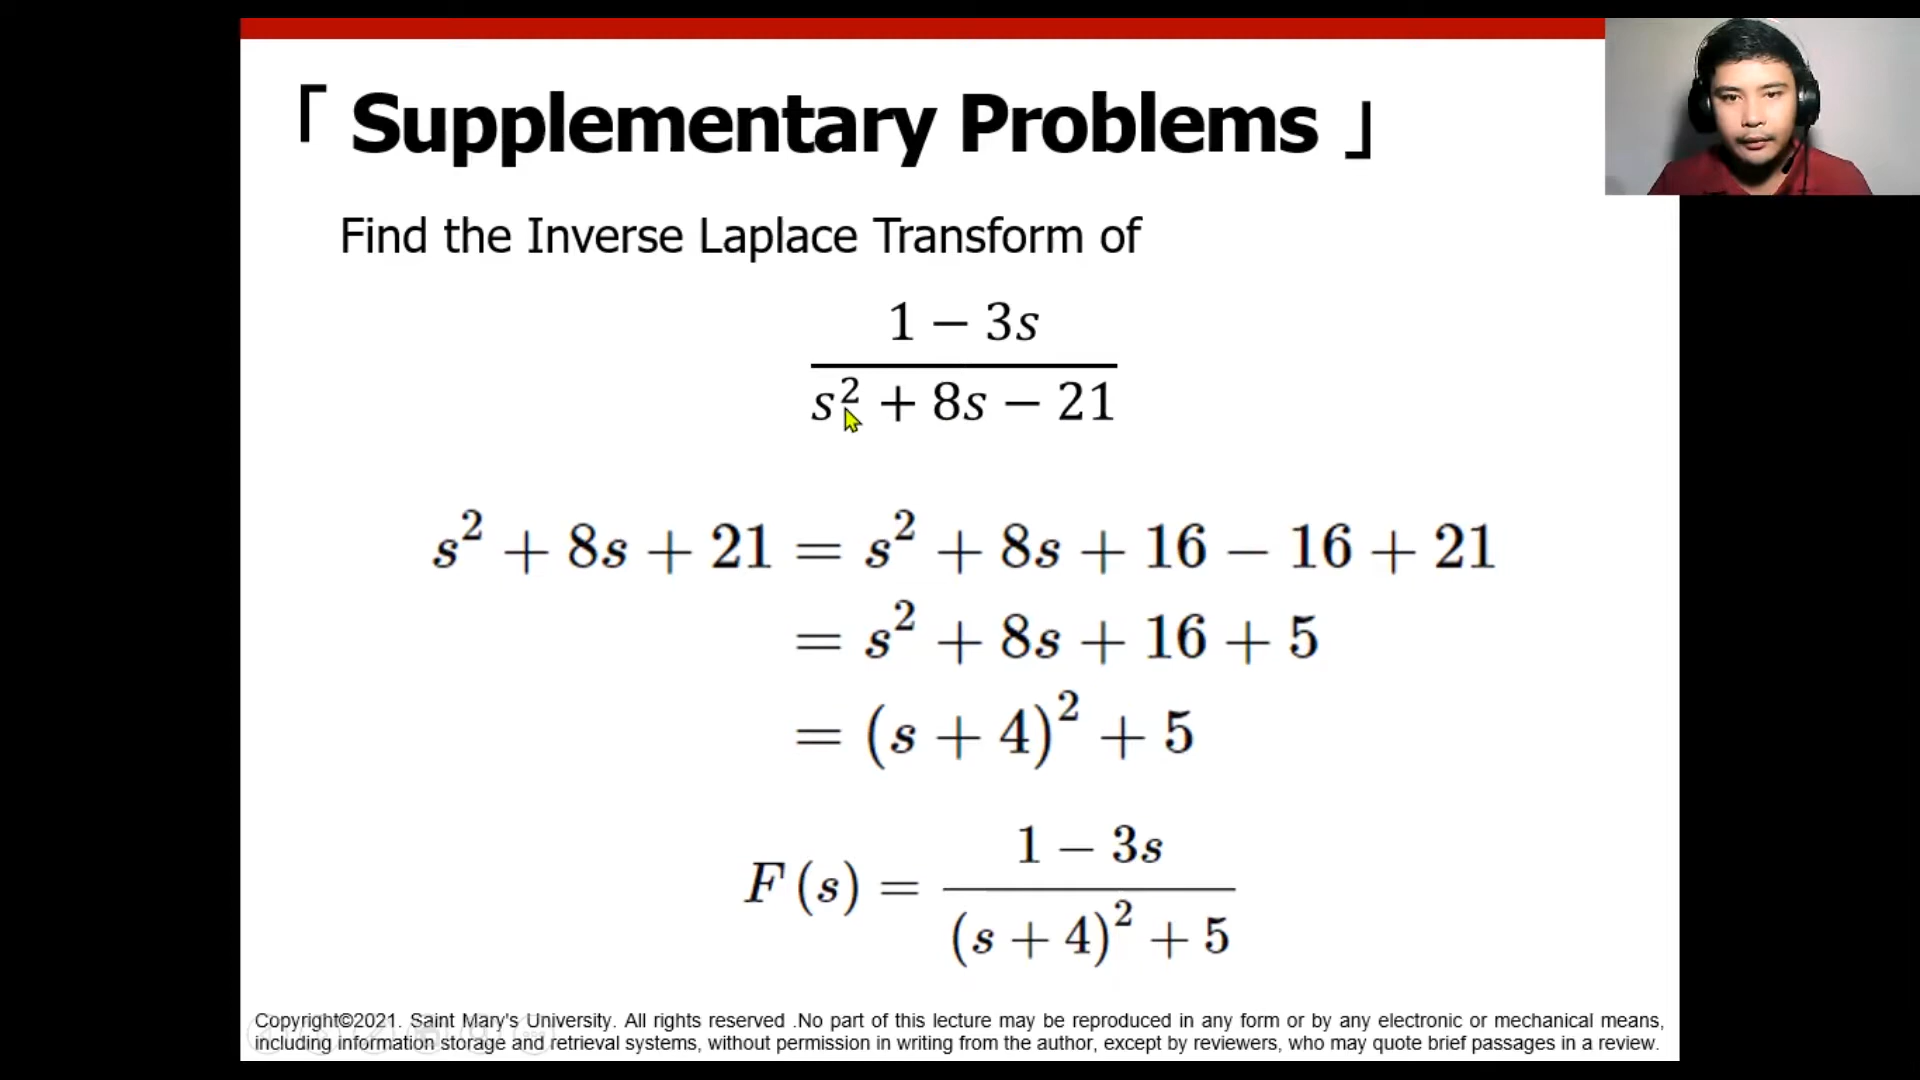 「 Supplementary Problems 」
Find the Inverse Laplace Transform of
1 − 3s
s² + 8s − 21
s² + 8s + 21 = s² + 8s + 16 − 16 + 21
= s² + 8s + 16 + 5
= (s + 4)² + 5
1 − 3s
F (s) =
(s + 4)² + 5
Copyright©2021. Saint Mary's University. All rights reserved .No part of this lecture may be reproduced in any form or by any electronic or mechanical means,
including information storage and retrieval systems, without permission in writing from the author, except by reviewers, who may quote brief passages in a review.